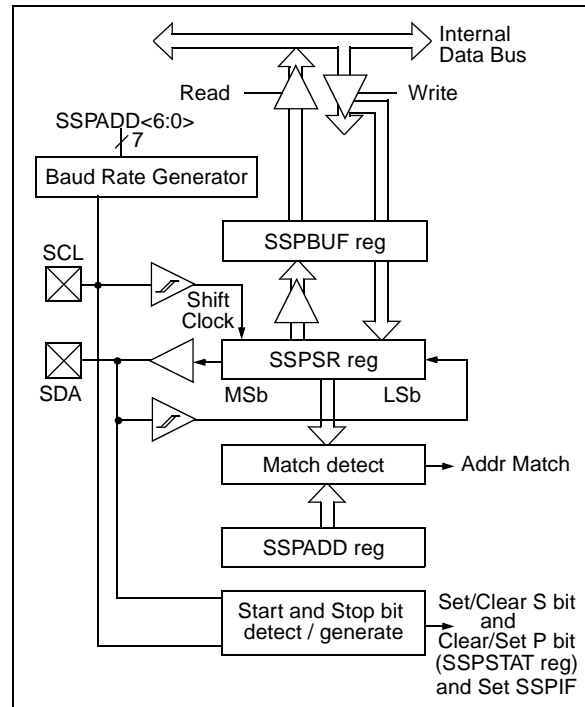 Internal
Data Bus
Read
Write
SSPADD<6:0>
7
Baud Rate Generator
SSPBUF reg
SCL
Shift
Clock
SSPSR reg
SDA
MSb
LSb
Match detect
Addr Match
SSPADD reg
Start and Stop bit
detect / generate
Set/Clear S bit
and
Clear/Set P bit
(SSPSTAT reg)
and Set SSPIF